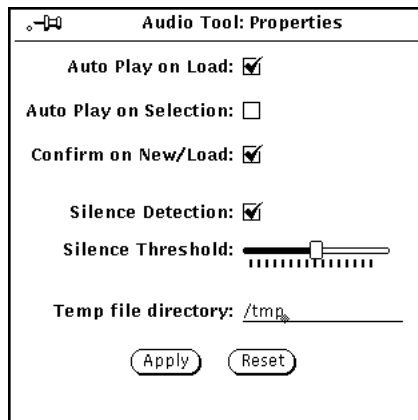 Audio Tool: Properties
Auto Play on Load:
Auto Play on Selection:
Confirm on New/Load:
Silence Detection:
Silence Threshold:
Temp file directory: /tmp
Apply Reset